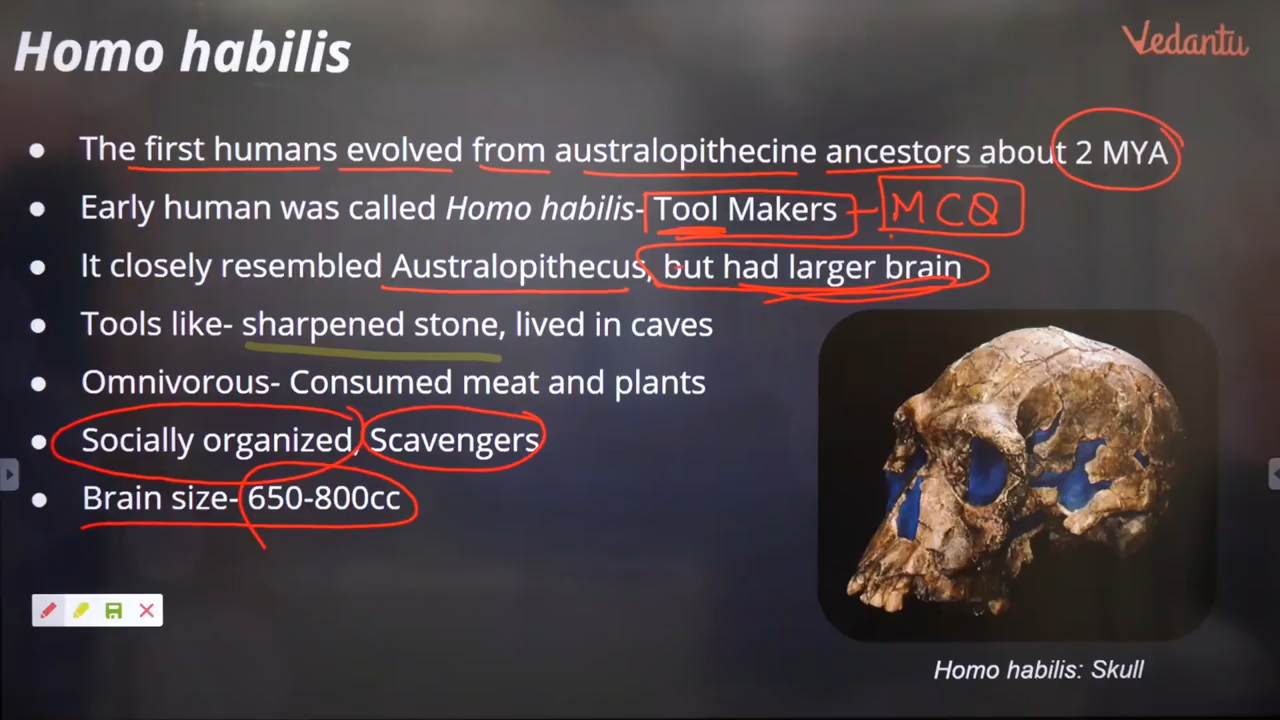 Homo habilis
Vedantu
• The first humans evolved from australopithecine ancestors about 2 MYA
• Early human was called Homo habilis- Tool Makers - MCQ
• It closely resembled Australopithecus, but had larger brain
• Tools like- sharpened stone, lived in caves
• Omnivorous- Consumed meat and plants
• Socially organized, Scavengers
• Brain size- 650-800cc
Homo habilis: Skull